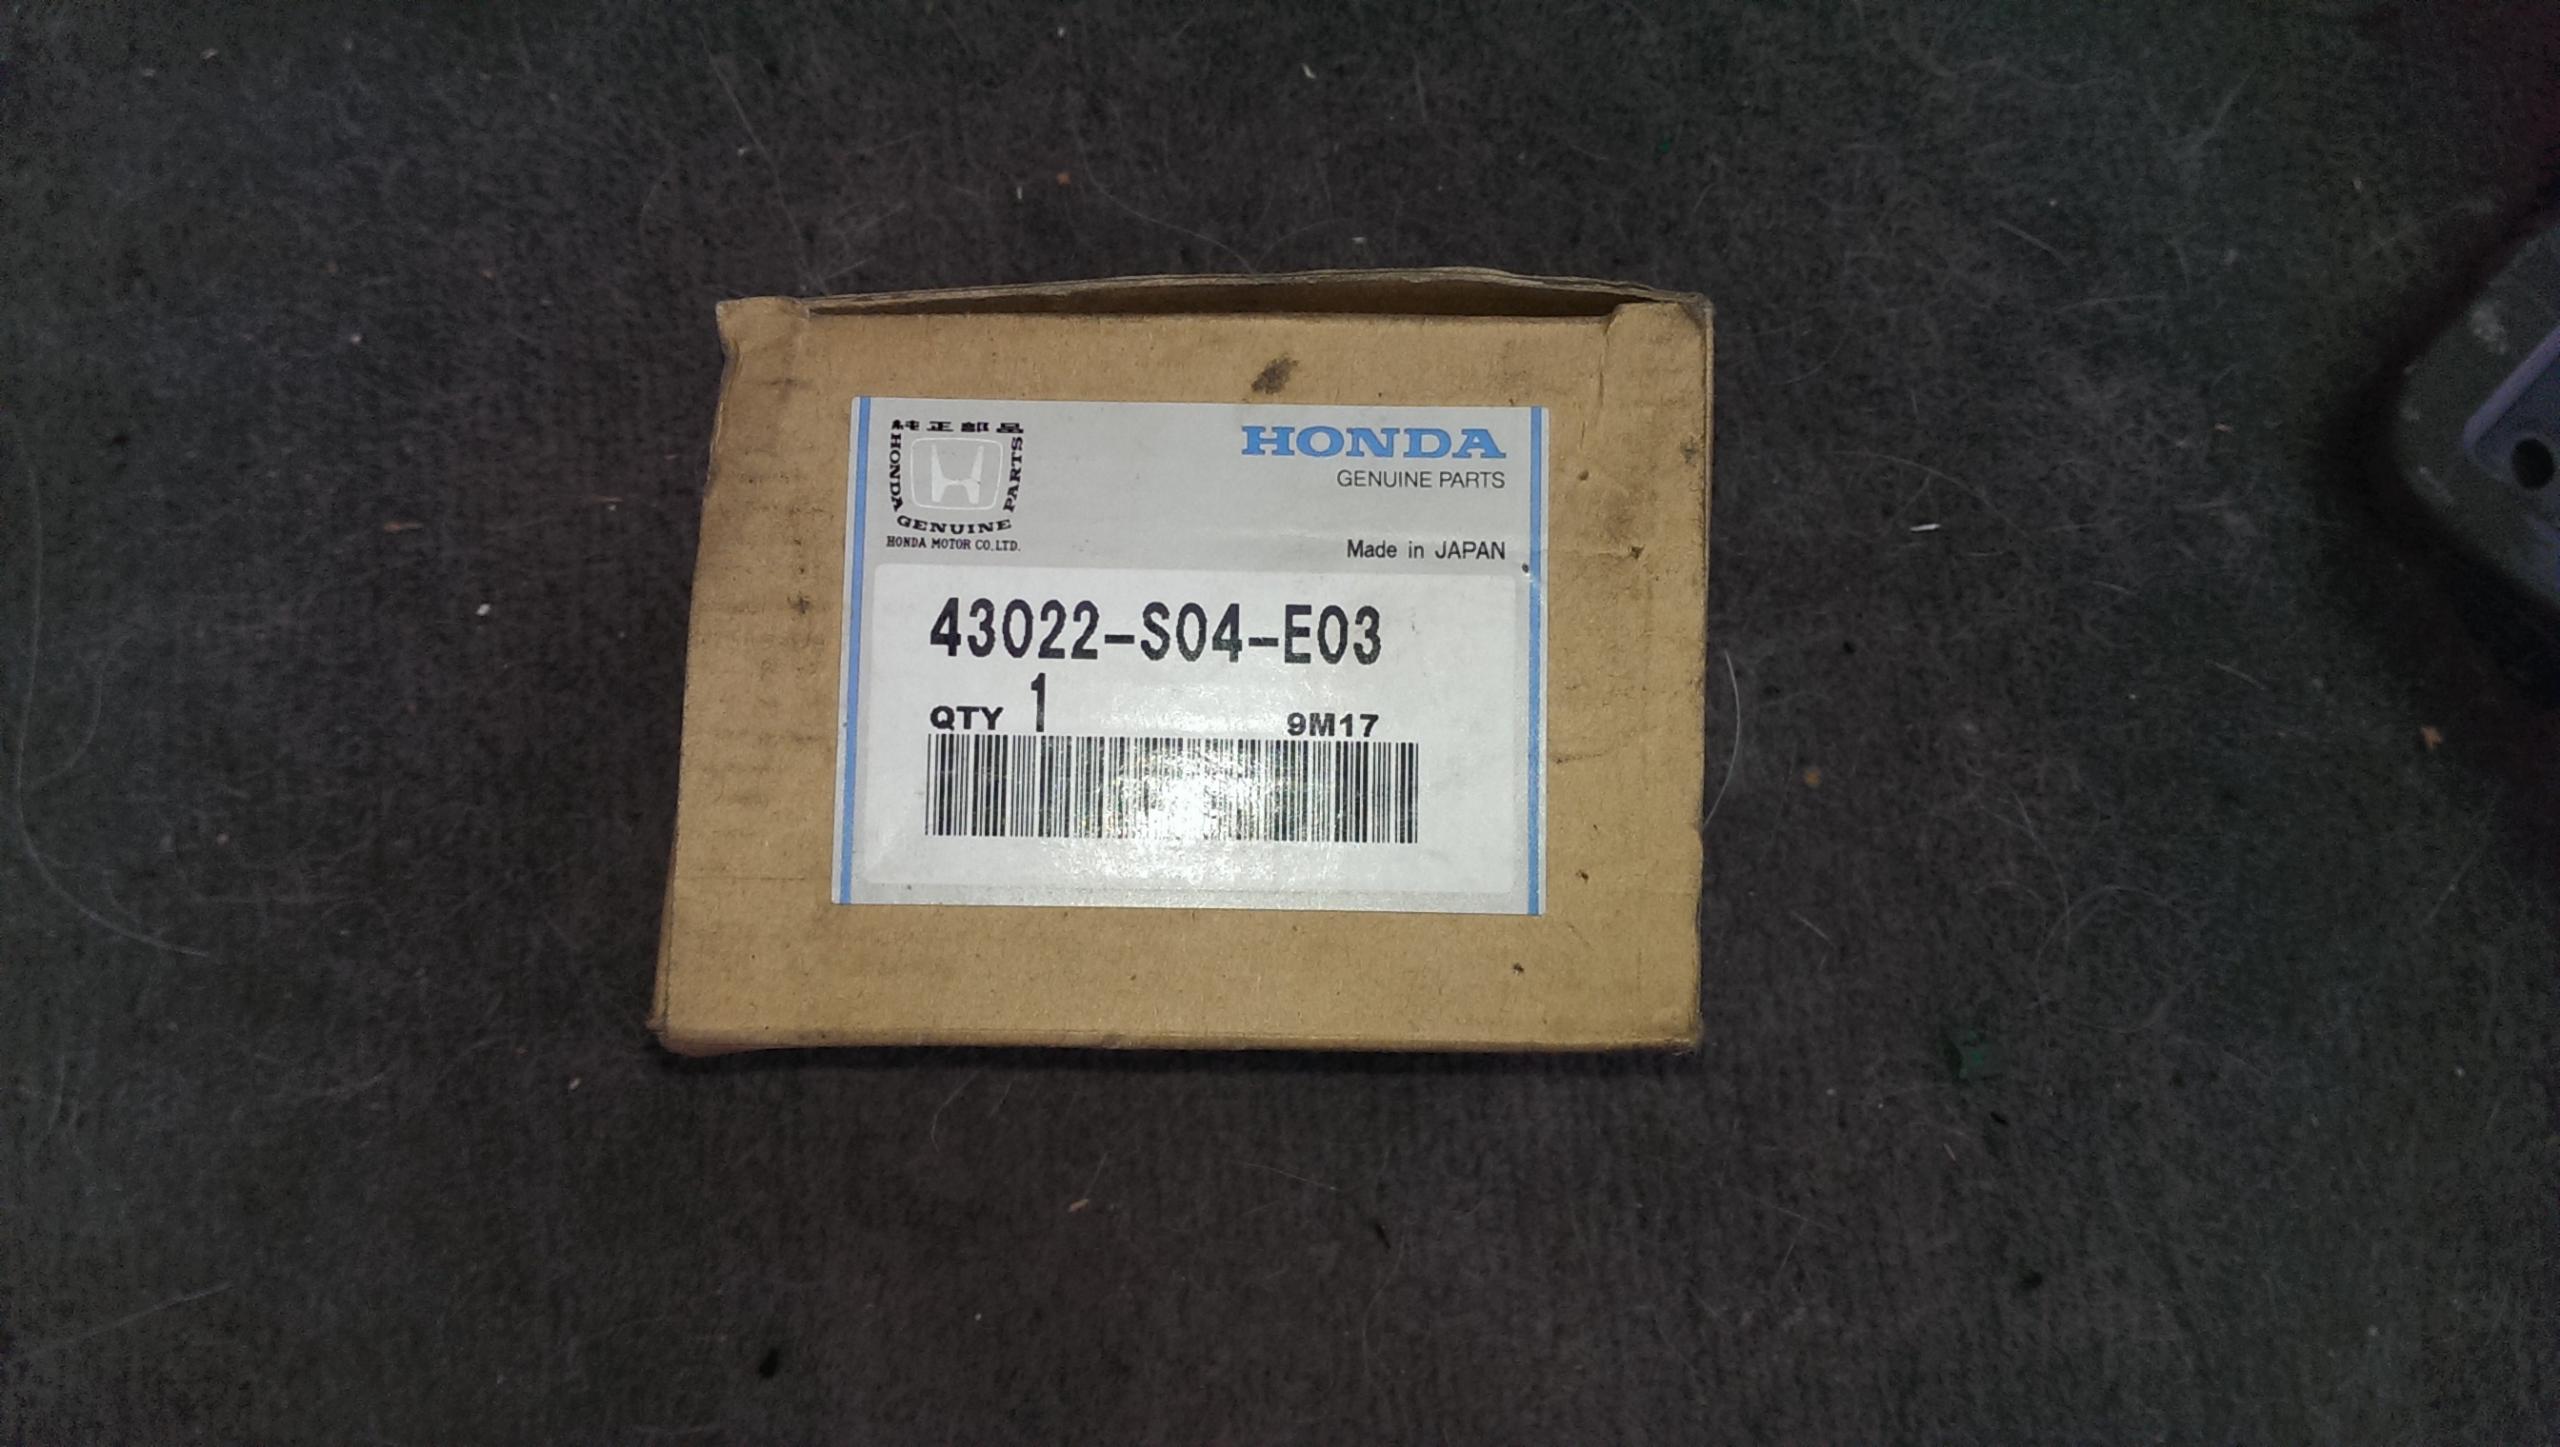 純正部品
HONDA GENUINE PARTS
HONDA MOTOR CO.,LTD.
HONDA
GENUINE PARTS
Made in JAPAN
43022-S04-E03
QTY 1 9M17